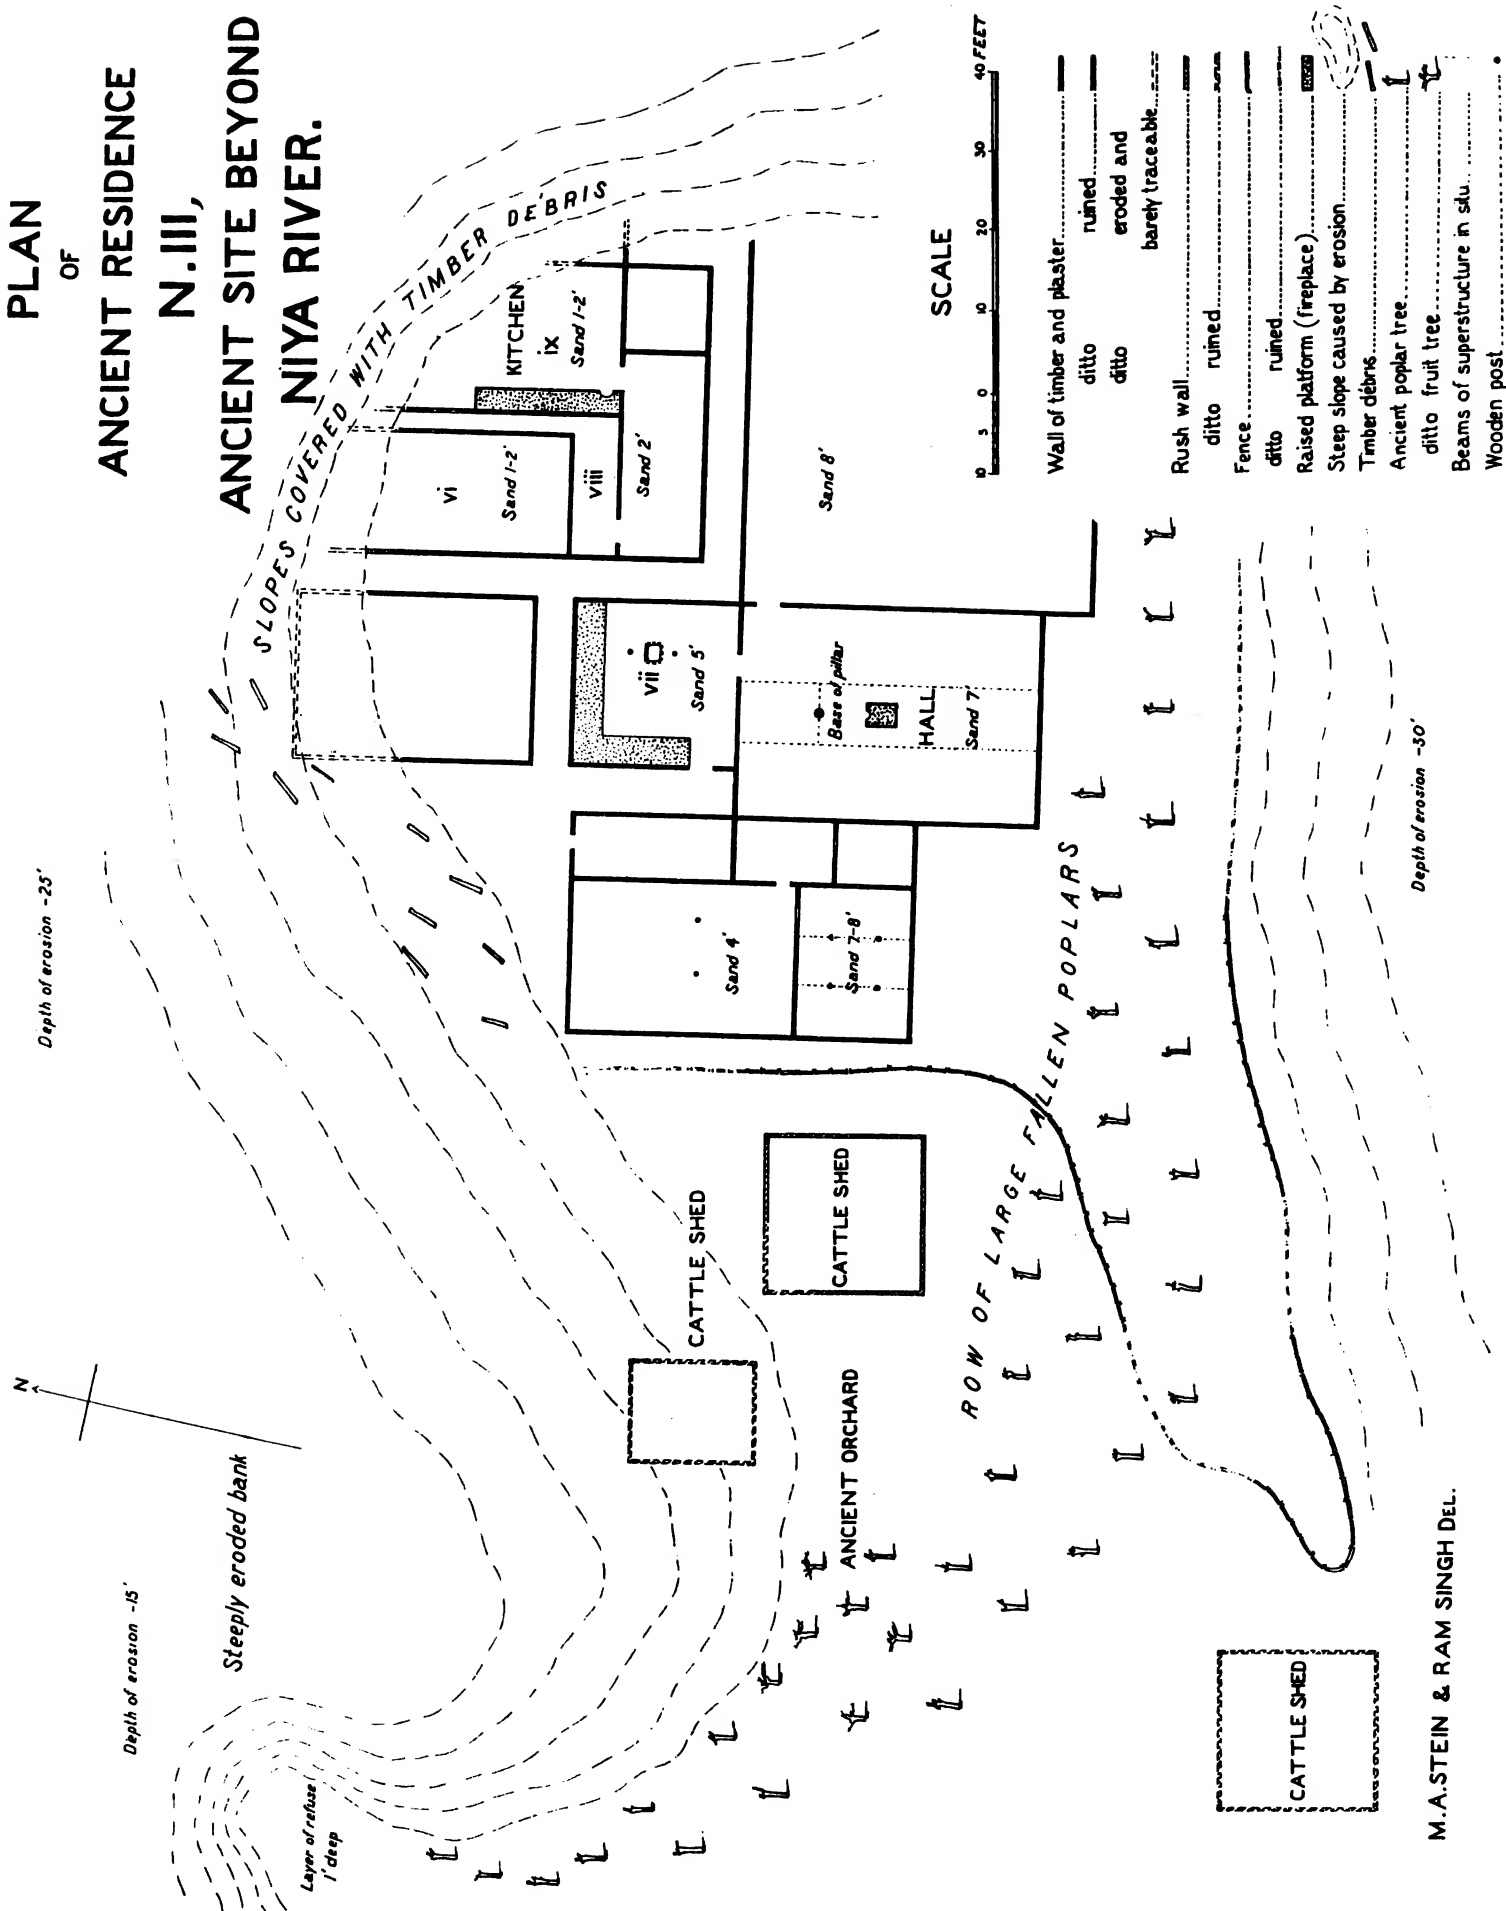 PLAN
OF
ANCIENT RESIDENCE
N.III,
ANCIENT SITE BEYOND
NIYA RIVER.
N
Depth of erosion -15'
Steeply eroded bank
Layer of refuse
1' deep
Depth of erosion -25'
SLOPES COVERED WITH TIMBER DÉBRIS
vi
Sand 1-2'
viii
Sand 2'
KITCHEN
ix
Sand 1-2'
vii
Sand 5'
Sand 8'
Base of pillar
HALL
Sand 7'
Sand 4'
Sand 7-8'
CATTLE SHED
CATTLE SHED
ANCIENT ORCHARD
ROW OF LARGE FALLEN POPLARS
CATTLE SHED
Depth of erosion -30'
SCALE
10 5 0 10 20 30 40 FEET
Wall of timber and plaster
ditto ruined
ditto eroded and
barely traceable
Rush wall
ditto ruined
Fence
ditto ruined
Raised platform (fireplace)
Steep slope caused by erosion
Timber débris
Ancient poplar tree
ditto fruit tree
Beams of superstructure in situ
Wooden post
M.A.STEIN & RAM SINGH DEL.